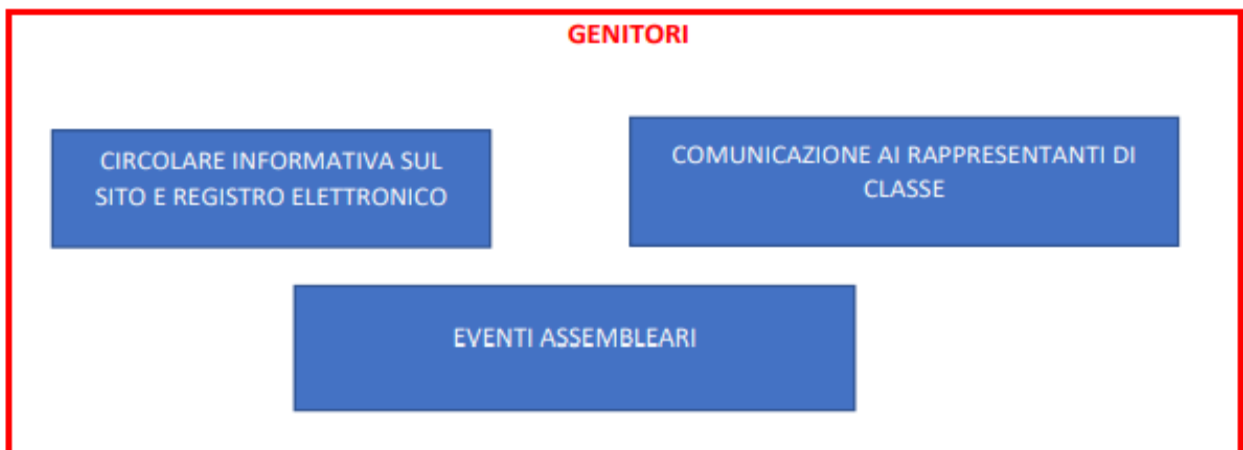 GENITORI
CIRCOLARE INFORMATIVA SUL
SITO E REGISTRO ELETTRONICO
COMUNICAZIONE AI RAPPRESENTANTI DI
CLASSE
EVENTI ASSEMBLEARI